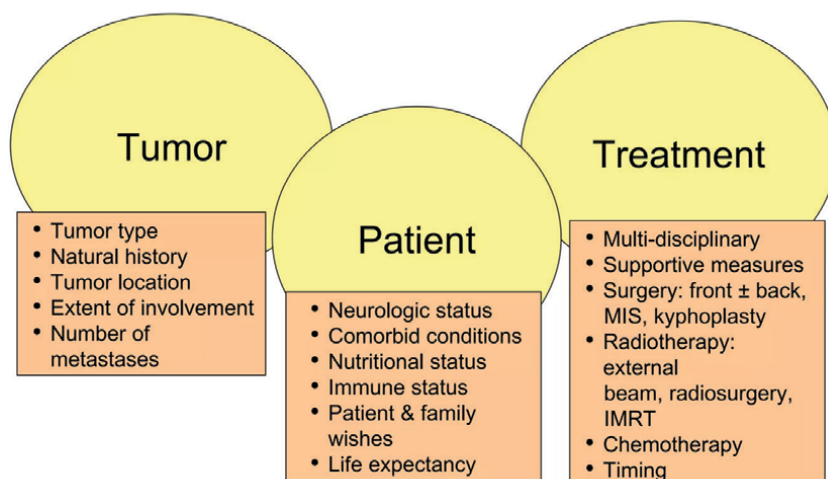 Tumor
• Tumor type
• Natural history
• Tumor location
• Extent of involvement
• Number of
metastases
Patient
• Neurologic status
• Comorbid conditions
• Nutritional status
• Immune status
• Patient & family
wishes
• Life expectancy
Treatment
• Multi-disciplinary
• Supportive measures
• Surgery: front ± back,
MIS, kyphoplasty
• Radiotherapy:
external
beam, radiosurgery,
IMRT
• Chemotherapy
• Timing